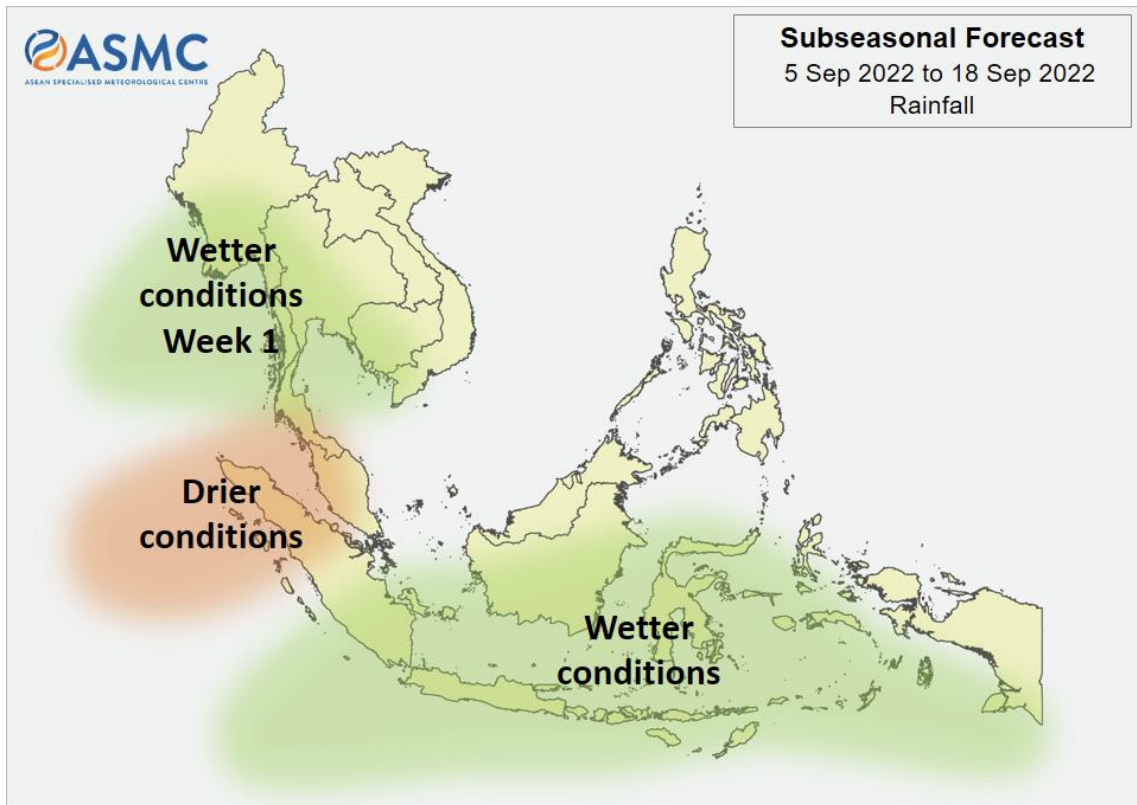 ASMC
ASEAN SPECIALISED METEOROLOGICAL CENTRE
Subseasonal Forecast
5 Sep 2022 to 18 Sep 2022
Rainfall
Wetter
conditions
Week 1
Drier
conditions
Wetter
conditions